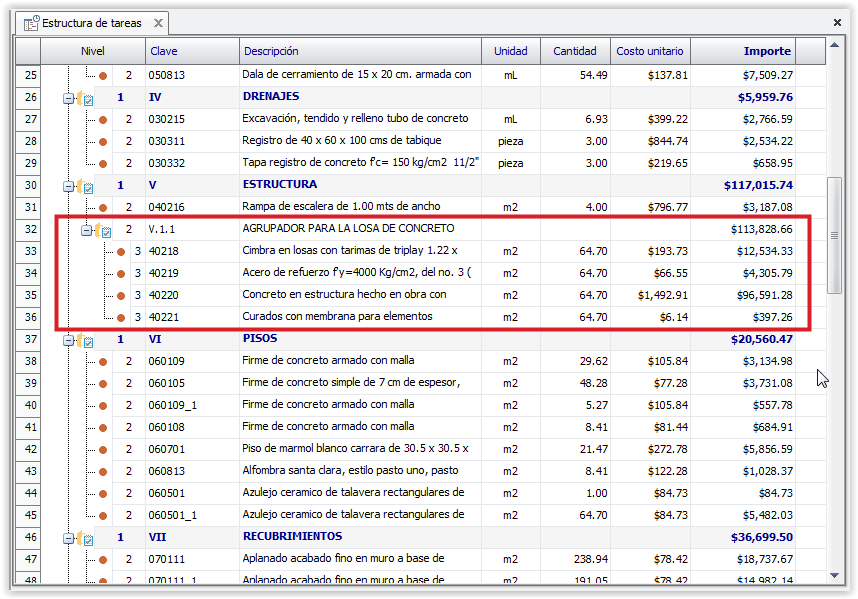 Estructura de tareas
Nivel Clave Descripción Unidad Cantidad Costo unitario Importe
25 2 050813 Dala de cerramiento de 15 x 20 cm. armada con mL 54.49 $137.81 $7,509.27
26 1 IV DRENAJES $5,959.76
27 2 030215 Excavación, tendido y relleno tubo de concreto mL 6.93 $399.22 $2,766.59
28 2 030311 Registro de 40 x 60 x 100 cms de tabique pieza 3.00 $844.74 $2,534.22
29 2 030332 Tapa registro de concreto f'c= 150 kg/cm2 11/2" pieza 3.00 $219.65 $658.95
30 1 V ESTRUCTURA $117,015.74
31 2 040216 Rampa de escalera de 1.00 mts de ancho m2 4.00 $796.77 $3,187.08
32 2 V.1.1 AGRUPADOR PARA LA LOSA DE CONCRETO $113,828.66
33 3 40218 Cimbra en losas con tarimas de triplay 1.22 x m2 64.70 $193.73 $12,534.33
34 3 40219 Acero de refuerzo f'y=4000 Kg/cm2, del no. 3 ( m2 64.70 $66.55 $4,305.79
35 3 40220 Concreto en estructura hecho en obra con m2 64.70 $1,492.91 $96,591.28
36 3 40221 Curados con membrana para elementos m2 64.70 $6.14 $397.26
37 1 VI PISOS $20,560.47
38 2 060109 Firme de concreto armado con malla m2 29.62 $105.84 $3,134.98
39 2 060105 Firme de concreto simple de 7 cm de espesor, m2 48.28 $77.28 $3,731.08
40 2 060109_1 Firme de concreto armado con malla m2 5.27 $105.84 $557.78
41 2 060108 Firme de concreto armado con malla m2 8.41 $81.44 $684.91
42 2 060701 Piso de marmol blanco carrara de 30.5 x 30.5 x m2 21.47 $272.78 $5,856.59
43 2 060813 Alfombra santa clara, estilo pasto uno, pasto m2 8.41 $122.28 $1,028.37
44 2 060501 Azulejo ceramico de talavera rectangulares de m2 1.00 $84.73 $84.73
45 2 060501_1 Azulejo ceramico de talavera rectangulares de m2 64.70 $84.73 $5,482.03
46 1 VII RECUBRIMIENTOS $36,699.50
47 2 070111 Aplanado acabado fino en muro a base de m2 238.94 $78.42 $18,737.67
48 2 070111_1 Aplanado acabado fino en muro a base de m2 191.05 $78.42 $14,982.14